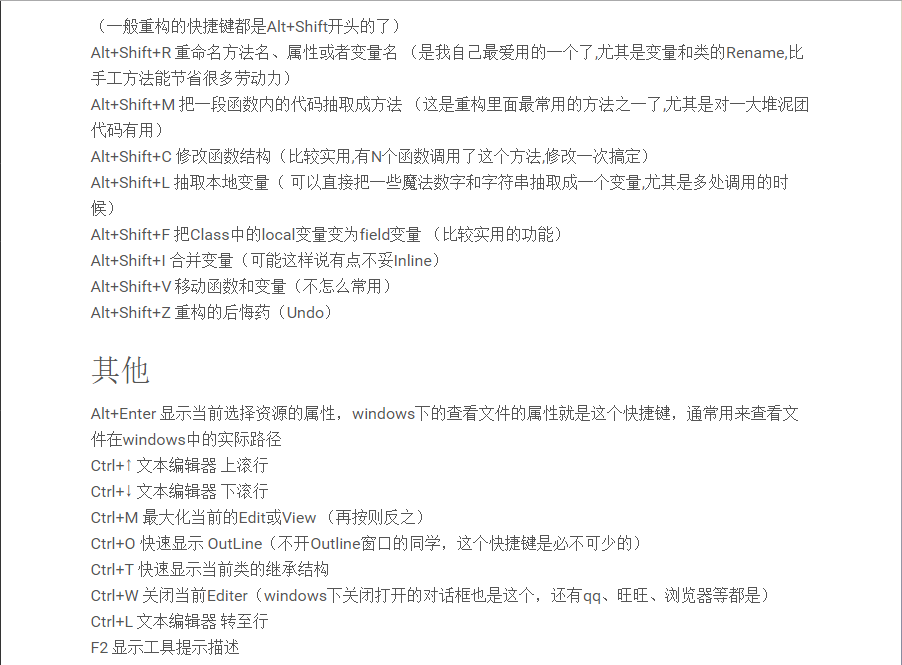 （一般重构的快捷键都是Alt+Shift开头的了）
Alt+Shift+R 重命名方法名、属性或者变量名 （是我自己最爱用的一个了,尤其是变量和类的Rename,比
手工方法能节省很多劳动力）
Alt+Shift+M 把一段函数内的代码抽取成方法 （这是重构里面最常用的方法之一了,尤其是对一大堆泥团
代码有用）
Alt+Shift+C 修改函数结构（比较实用,有N个函数调用了这个方法,修改一次搞定）
Alt+Shift+L 抽取本地变量（ 可以直接把一些魔法数字和字符串抽取成一个变量,尤其是多处调用的时
候）
Alt+Shift+F 把Class中的local变量变为field变量 （比较实用的功能）
Alt+Shift+I 合并变量（可能这样说有点不妥Inline）
Alt+Shift+V 移动函数和变量（不怎么常用）
Alt+Shift+Z 重构的后悔药（Undo）
其他
Alt+Enter 显示当前选择资源的属性，windows下的查看文件的属性就是这个快捷键，通常用来查看文
件在windows中的实际路径
Ctrl+↑ 文本编辑器 上滚行
Ctrl+↓ 文本编辑器 下滚行
Ctrl+M 最大化当前的Edit或View （再按则反之）
Ctrl+O 快速显示 OutLine（不开Outline窗口的同学，这个快捷键是必不可少的）
Ctrl+T 快速显示当前类的继承结构
Ctrl+W 关闭当前Editer（windows下关闭打开的对话框也是这个，还有qq、旺旺、浏览器等都是）
Ctrl+L 文本编辑器 转至行
F2 显示工具提示描述